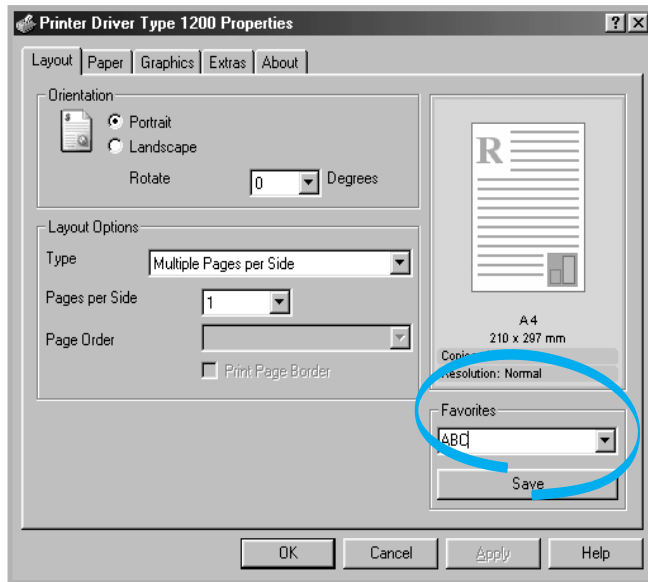 Printer Driver Type 1200 Properties
Layout Paper Graphics Extras About
Orientation
Portrait
Landscape
Rotate 0 Degrees
Layout Options
Type Multiple Pages per Side
Pages per Side 1
Page Order
Print Page Border
R
A4
210 x 297 mm
Resolution: Normal
Favorites
ABC
Save
OK Cancel Apply Help